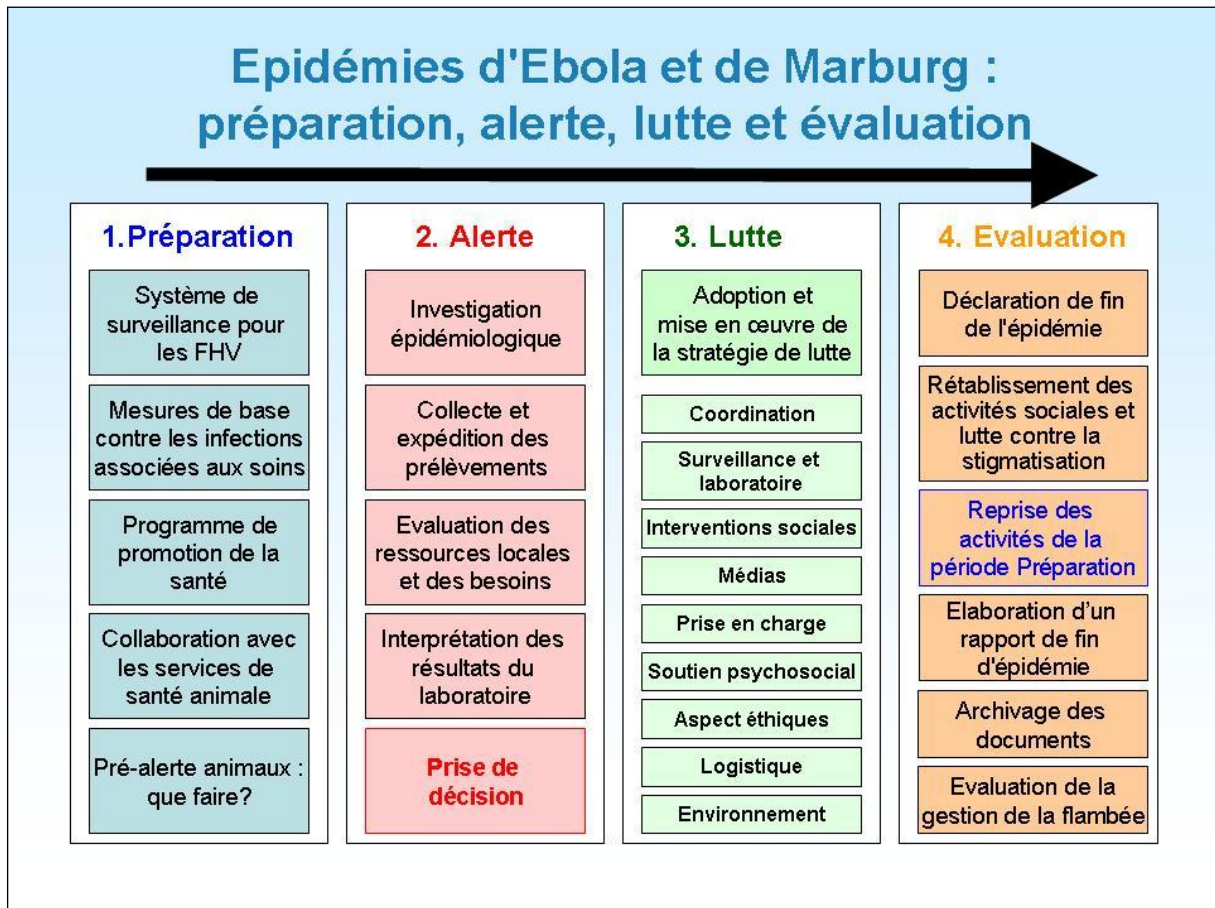 Epidémies d'Ebola et de Marburg :
préparation, alerte, lutte et évaluation
1.Préparation
Système de
surveillance pour
les FHV
Mesures de base
contre les infections
associées aux soins
Programme de
promotion de la
santé
Collaboration avec
les services de
santé animale
Pré-alerte animaux :
que faire?
2. Alerte
Investigation
épidémiologique
Collecte et
expédition des
prélèvements
Evaluation des
ressources locales
et des besoins
Interprétation des
résultats du
laboratoire
Prise de
décision
3. Lutte
Adoption et
mise en œuvre de
la stratégie de lutte
Coordination
Surveillance et
laboratoire
Interventions sociales
Médias
Prise en charge
Soutien psychosocial
Aspect éthiques
Logistique
Environnement
4. Evaluation
Déclaration de fin
de l'épidémie
Rétablissement des
activités sociales et
lutte contre la
stigmatisation
Reprise des
activités de la
période Préparation
Elaboration d’un
rapport de fin
d'épidémie
Archivage des
documents
Evaluation de la
gestion de la flambée